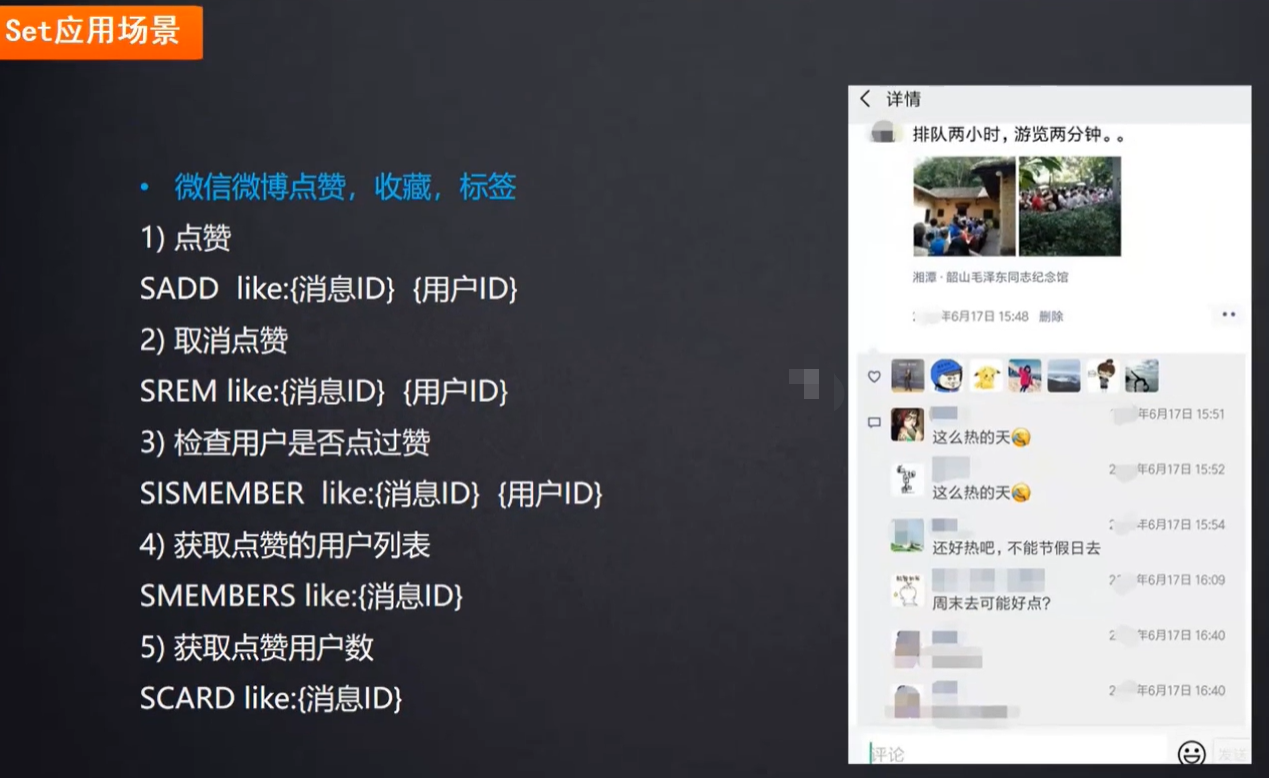 Set应用场景
• 微信微博点赞，收藏，标签
1) 点赞
SADD like:{消息ID} {用户ID}
2) 取消点赞
SREM like:{消息ID} {用户ID}
3) 检查用户是否点过赞
SISMEMBER like:{消息ID} {用户ID}
4) 获取点赞的用户列表
SMEMBERS like:{消息ID}
5) 获取点赞用户数
SCARD like:{消息ID}
详情
排队两小时，游览两分钟。。
湘潭·韶山毛泽东同志纪念馆
年6月17日 15:48 删除
年6月17日 15:51
这么热的天
年6月17日 15:52
这么热的天
年6月17日 15:54
还好热吧，不能节假日去
年6月17日 16:09
周末去可能好点?
年6月17日 16:40
年6月17日 16:40
评论
发送